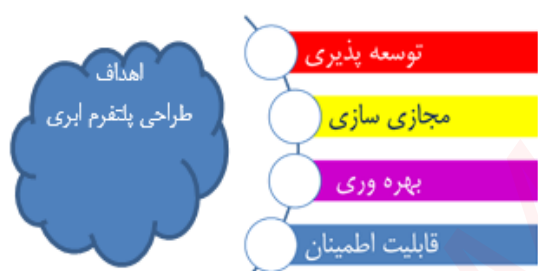 اهداف
طراحی پلتفرم ابری
توسعه پذیری
مجازی سازی
بهره وری
قابلیت اطمینان